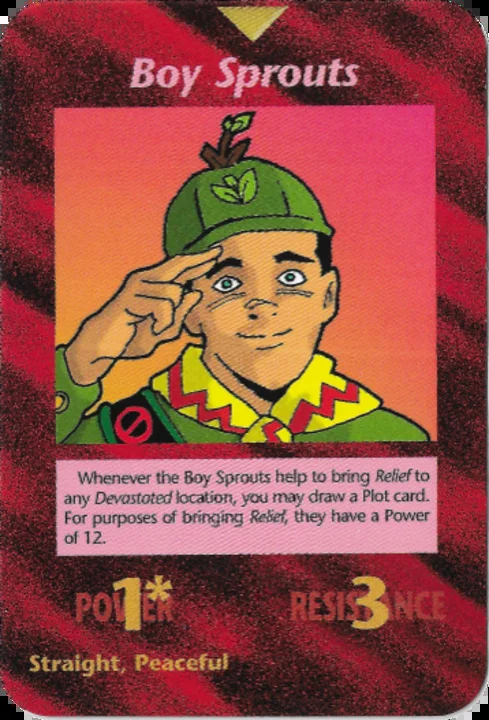 Boy Sprouts
Whenever the Boy Sprouts help to bring Relief to
any Devastated location, you may draw a Plot card.
For purposes of bringing Relief, they have a Power
of 12.
POWER 1* RESISTANCE 3
Straight, Peaceful